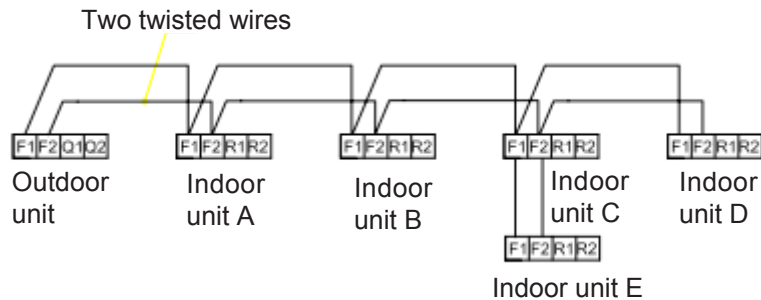 Two twisted wires
F1 F2 Q1 Q2
F1 F2 R1 R2
F1 F2 R1 R2
F1 F2 R1 R2
F1 F2 R1 R2
Outdoor
unit
Indoor
unit A
Indoor
unit B
Indoor
unit C
Indoor
unit D
F1 F2 R1 R2
Indoor unit E